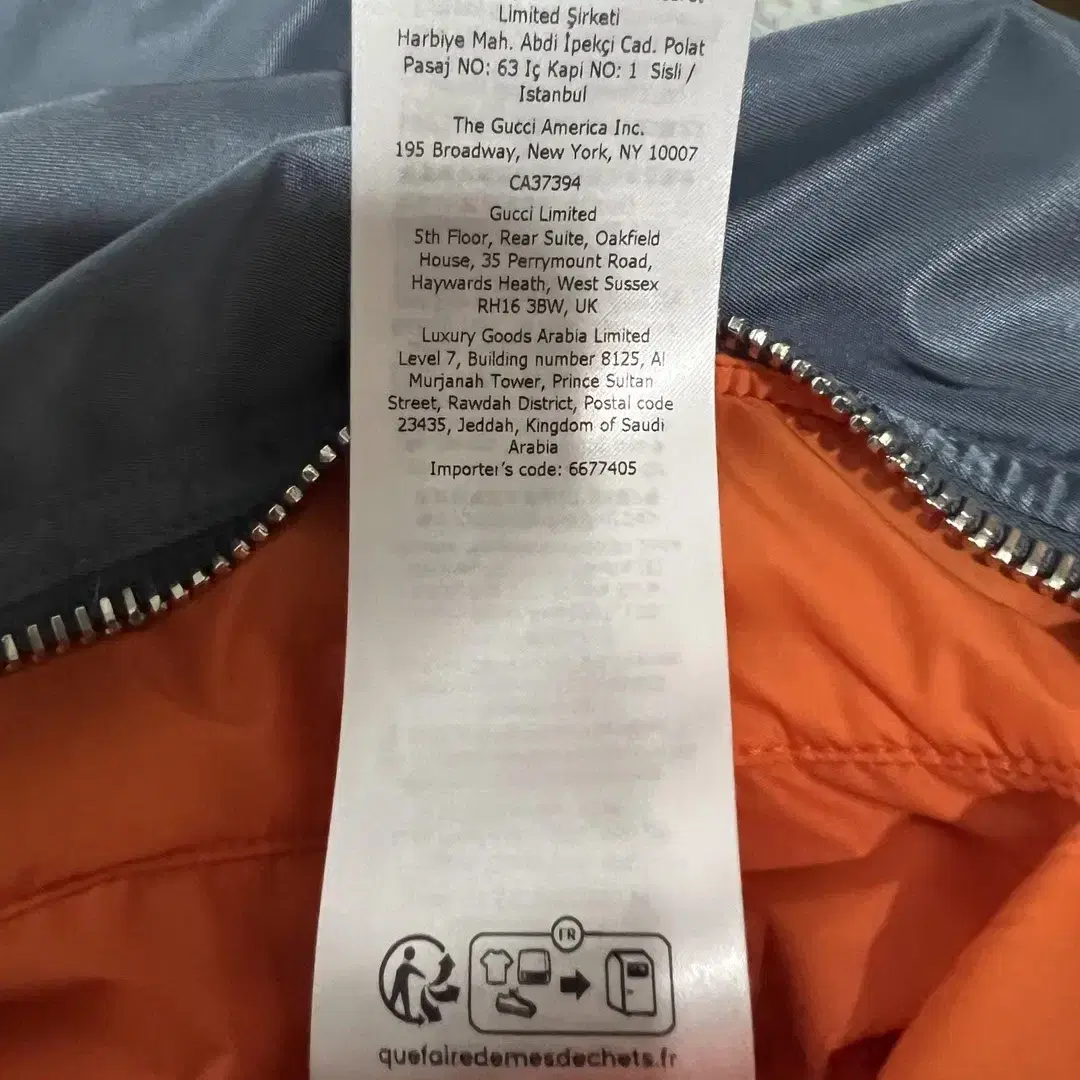 Limited Şirketi
Harbiye Mah. Abdi İpekçi Cad. Polat
Pasaj NO: 63 Iç Kapi NO: 1 Sisli /
Istanbul
The Gucci America Inc.
195 Broadway, New York, NY 10007
CA37394
Gucci Limited
5th Floor, Rear Suite, Oakfield
House, 35 Perrymount Road,
Haywards Heath, West Sussex
RH16 3BW, UK
Luxury Goods Arabia Limited
Level 7, Building number 8125, Al
Murjanah Tower, Prince Sultan
Street, Rawdah District, Postal code
23435, Jeddah, Kingdom of Saudi
Arabia
Importer's code: 6677405
FR
quefairedemesdechets.fr